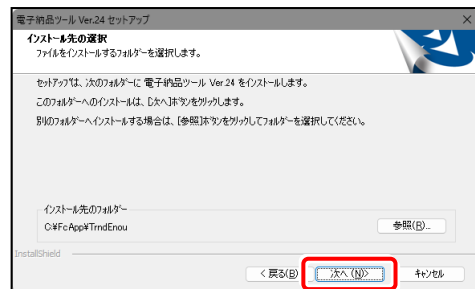 電子納品ツール Ver.24 セットアップ
インストール先の選択
ファイルをインストールするフォルダーを選択します。
セットアップは、次のフォルダーに 電子納品ツール Ver.24 をインストールします。
このフォルダーへのインストールは、[次へ]ボタンをクリックします。
別のフォルダーへインストールする場合は、[参照]ボタンをクリックしてフォルダーを選択してください。
インストール先のフォルダー
C:¥FcApp¥TrndEnou
参照(R)...
InstallShield
< 戻る(B)
次へ(N)>
キャンセル